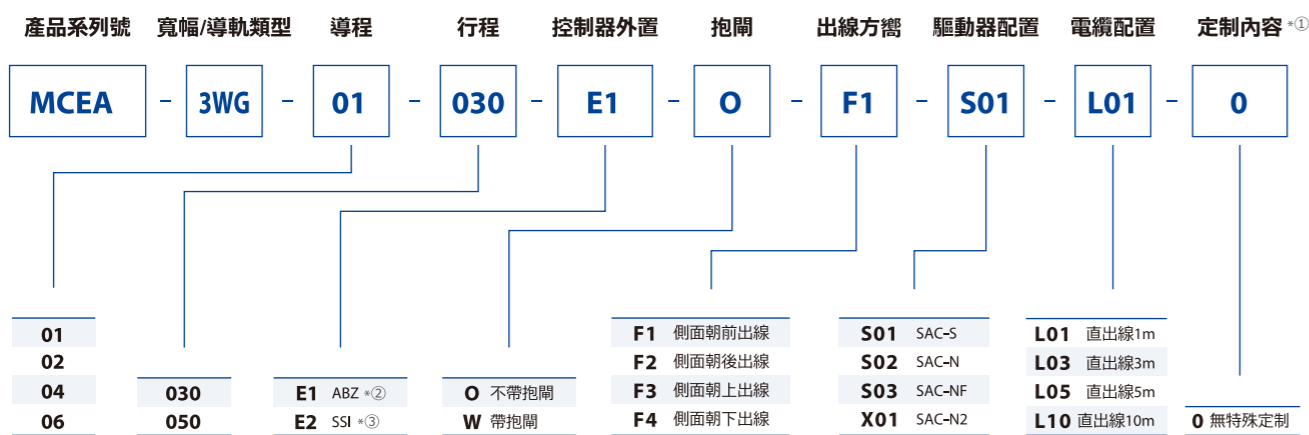 產品系列號 寬幅/導軌類型 導程 行程 控制器外置 抱閘 出線方嚮 驅動器配置 電纜配置 定制內容 *①
MCEA - 3WG - 01 - 030 - E1 - O - F1 - S01 - L01 - 0
01 F1 側面朝前出線 S01 SAC-S L01 直出線1m
02 F2 側面朝後出線 S02 SAC-N L03 直出線3m
04 030 E1 ABZ *② O 不帶抱閘 F3 側面朝上出線 S03 SAC-NF L05 直出線5m
06 050 E2 SSI *③ W 帶抱閘 F4 側面朝下出線 X01 SAC-N2 L10 直出線10m 0 無特殊定制